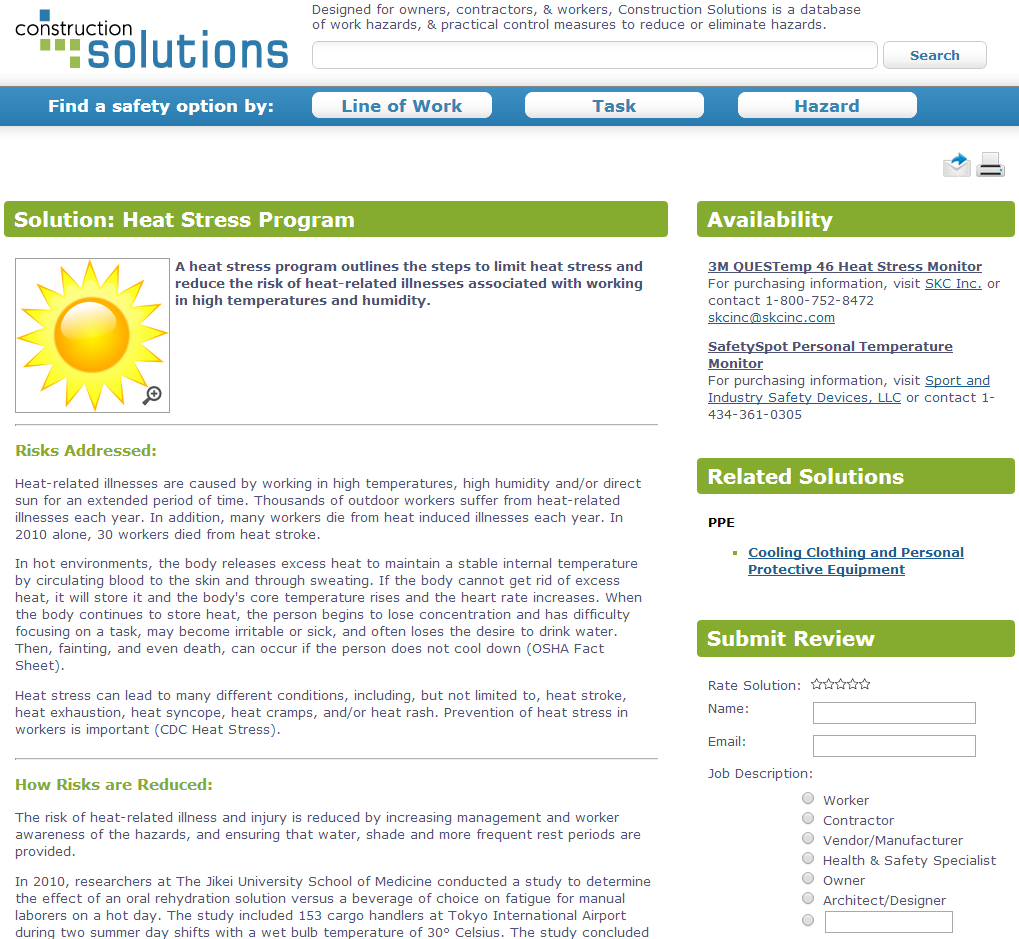 construction
solutions
Designed for owners, contractors, & workers, Construction Solutions is a database
of work hazards, & practical control measures to reduce or eliminate hazards.
Search
Find a safety option by:
Line of Work
Task
Hazard
Solution: Heat Stress Program
A heat stress program outlines the steps to limit heat stress and
reduce the risk of heat-related illnesses associated with working
in high temperatures and humidity.
Risks Addressed:
Heat-related illnesses are caused by working in high temperatures, high humidity and/or direct
sun for an extended period of time. Thousands of outdoor workers suffer from heat-related
illnesses each year. In addition, many workers die from heat induced illnesses each year. In
2010 alone, 30 workers died from heat stroke.
In hot environments, the body releases excess heat to maintain a stable internal temperature
by circulating blood to the skin and through sweating. If the body cannot get rid of excess
heat, it will store it and the body's core temperature rises and the heart rate increases. When
the body continues to store heat, the person begins to lose concentration and has difficulty
focusing on a task, may become irritable or sick, and often loses the desire to drink water.
Then, fainting, and even death, can occur if the person does not cool down (OSHA Fact
Sheet).
Heat stress can lead to many different conditions, including, but not limited to, heat stroke,
heat exhaustion, heat syncope, heat cramps, and/or heat rash. Prevention of heat stress in
workers is important (CDC Heat Stress).
How Risks are Reduced:
The risk of heat-related illness and injury is reduced by increasing management and worker
awareness of the hazards, and ensuring that water, shade and more frequent rest periods are
provided.
In 2010, researchers at The Jikei University School of Medicine conducted a study to determine
the effect of an oral rehydration solution versus a beverage of choice on fatigue for manual
laborers on a hot day. The study included 153 cargo handlers at Tokyo International Airport
during two summer day shifts with a wet bulb temperature of 30° Celsius. The study concluded
Availability
3M QUESTemp 46 Heat Stress Monitor
For purchasing information, visit SKC Inc. or
contact 1-800-752-8472
skcinc@skcinc.com
SafetySpot Personal Temperature
Monitor
For purchasing information, visit Sport and
Industry Safety Devices, LLC or contact 1-
434-361-0305
Related Solutions
PPE
Cooling Clothing and Personal
Protective Equipment
Submit Review
Rate Solution:
Name:
Email:
Job Description:
Worker
Contractor
Vendor/Manufacturer
Health & Safety Specialist
Owner
Architect/Designer